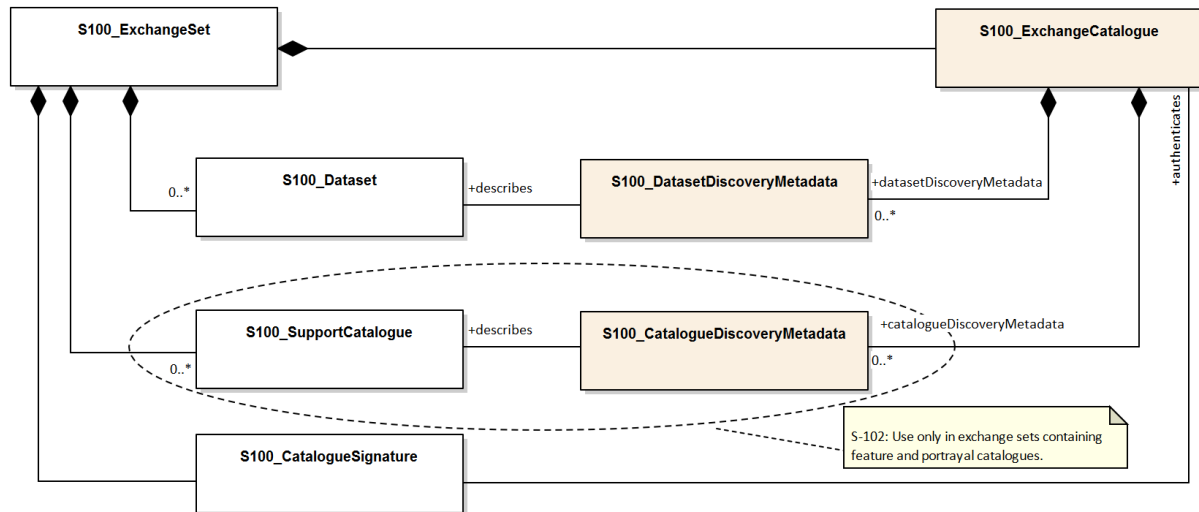 S100_ExchangeSet
S100_ExchangeCatalogue
+authenticates
S100_Dataset
+describes
S100_DatasetDiscoveryMetadata
+datasetDiscoveryMetadata
0..*
0..*
S100_SupportCatalogue
+describes
S100_CatalogueDiscoveryMetadata
+catalogueDiscoveryMetadata
0..*
0..*
S-102: Use only in exchange sets containing
feature and portrayal catalogues.
S100_CatalogueSignature